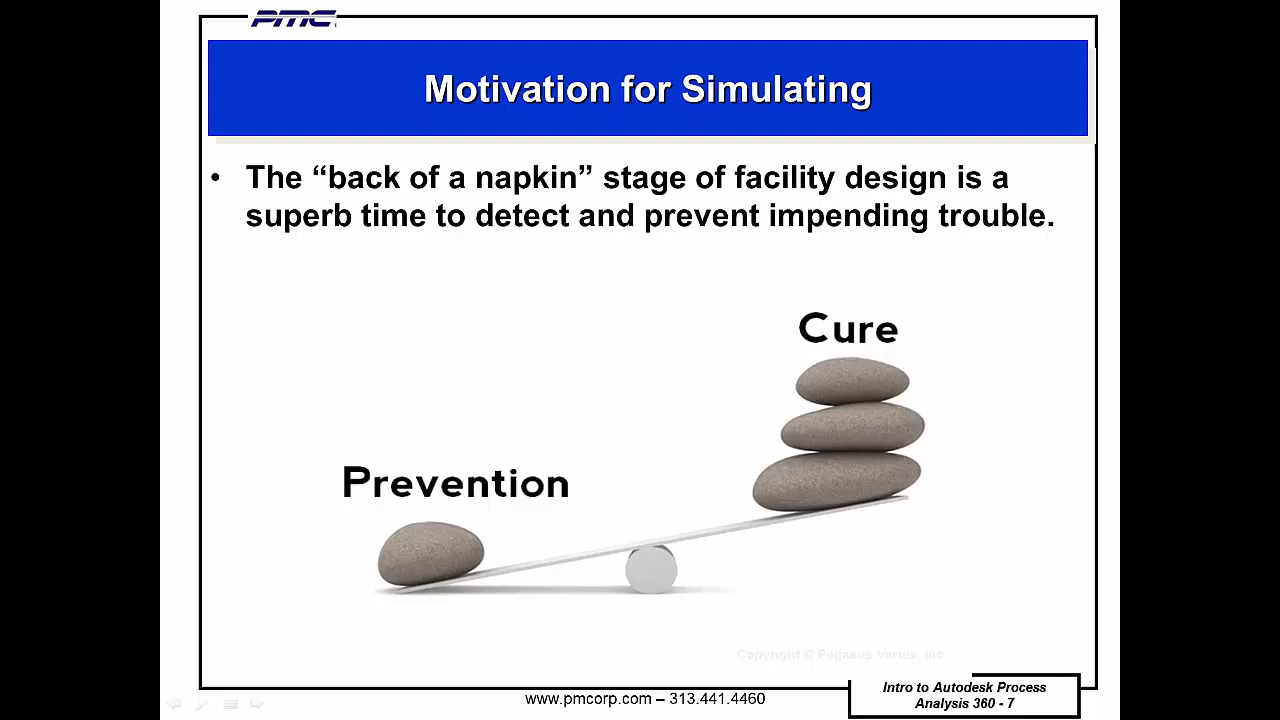 PMC
Motivation for Simulating
• The “back of a napkin” stage of facility design is a
superb time to detect and prevent impending trouble.
Cure
Prevention
Copyright © Pegasus Vertex, Inc
www.pmcorp.com – 313.441.4460
Intro to Autodesk Process
Analysis 360 - 7